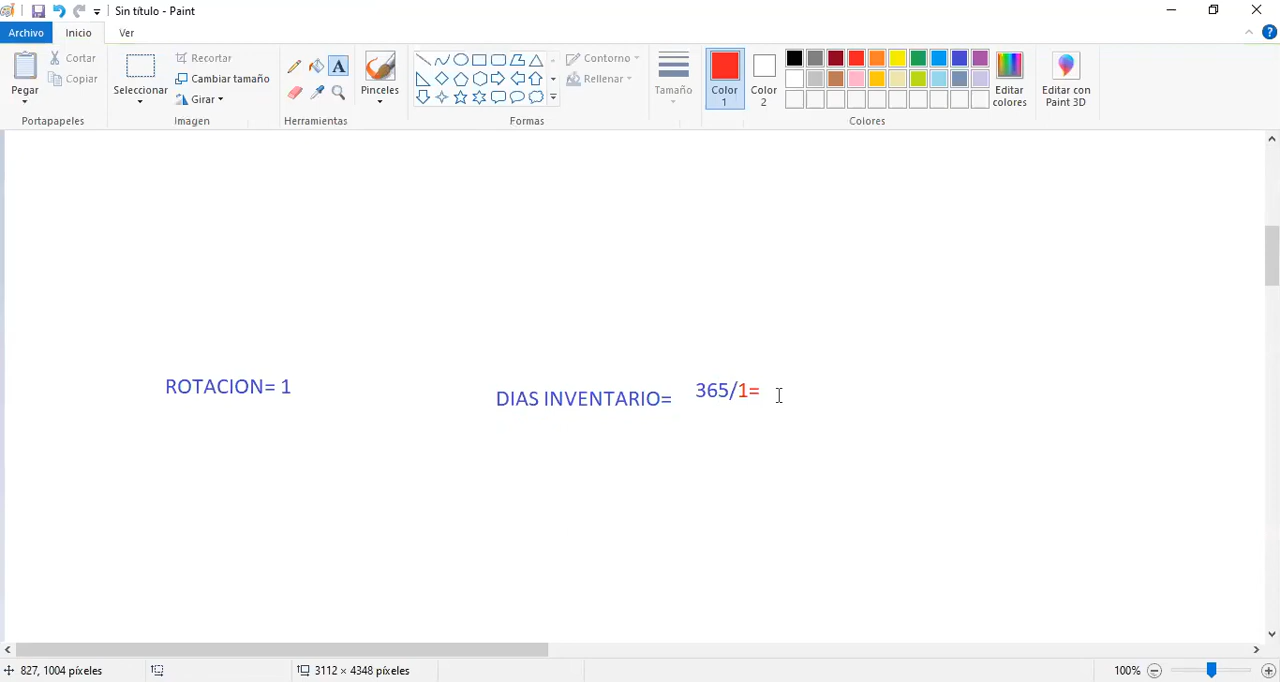 Sin título - Paint
Archivo Inicio Ver
Pegar
Cortar
Copiar
Portapapeles
Seleccionar
Recortar
Cambiar tamaño
Girar
Imagen
A
Herramientas
Pinceles
Contorno
Rellenar
Formas
Tamaño
Color
1
Color
2
Editar
colores
Editar con
Paint 3D
Colores
ROTACION= 1
DIAS INVENTARIO= 365/1=
827, 1004 píxeles
3112 × 4348 píxeles
100%